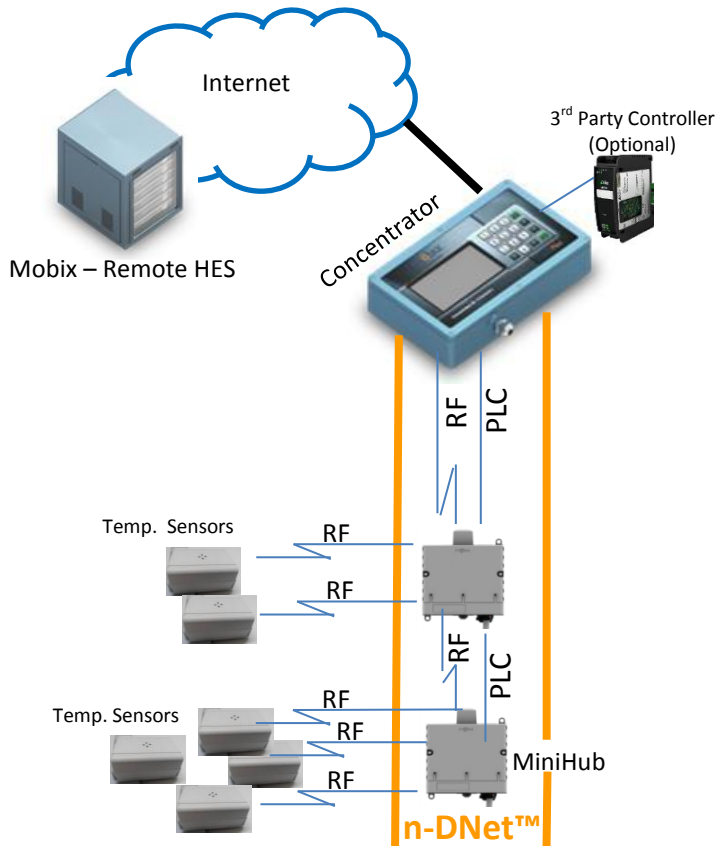 Internet
3rd Party Controller
(Optional)
Concentrator
Mobix – Remote HES
RF
PLC
Temp. Sensors
RF
RF
RF
PLC
RF
Temp. Sensors
RF
RF
MiniHub
n-DNet™